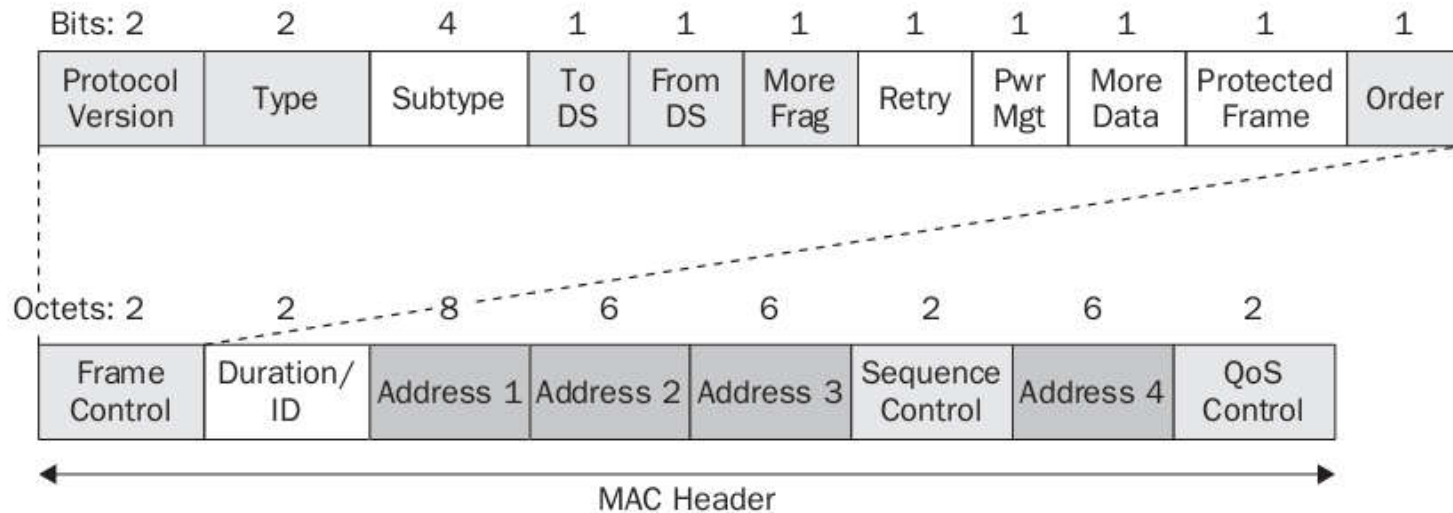 Bits: 2 2 4 1 1 1 1 1 1 1 1
Protocol Version Type Subtype To DS From DS More Frag Retry Pwr Mgt More Data Protected Frame Order
Octets: 2 2 8 6 6 2 6 2
Frame Control Duration/ ID Address 1 Address 2 Address 3 Sequence Control Address 4 QoS Control
MAC Header